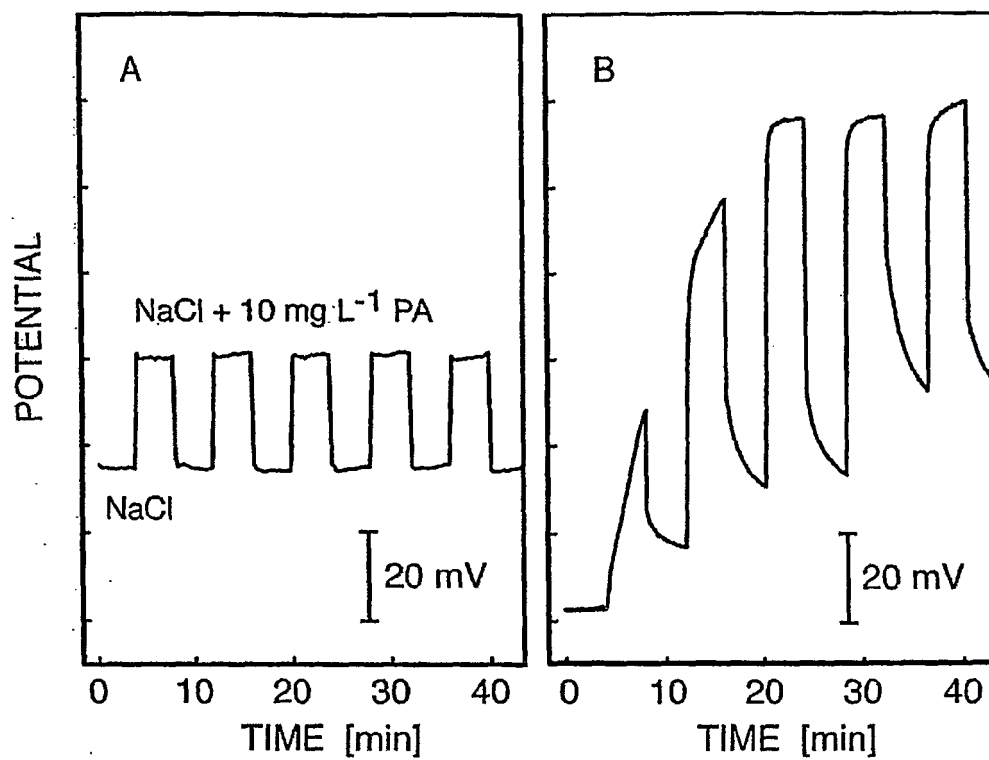 A
B
POTENTIAL
NaCl + 10 mg L⁻¹ PA
NaCl
20 mV
20 mV
0 10 20 30 40
0 10 20 30 40
TIME [min]
TIME [min]